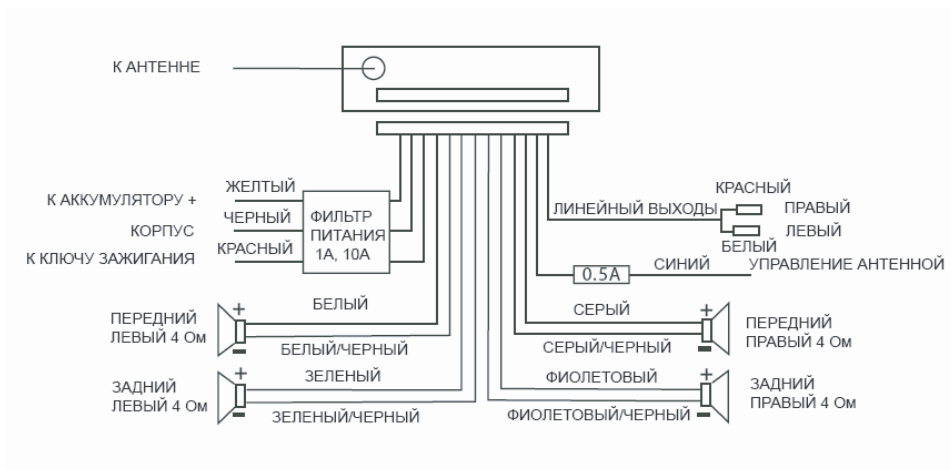 К АНТЕННЕ
К АККУМУЛЯТОРУ +
ЖЕЛТЫЙ
КОРПУС
ЧЕРНЫЙ
К КЛЮЧУ ЗАЖИГАНИЯ
КРАСНЫЙ
ФИЛЬТР
ПИТАНИЯ
1А, 10А
КРАСНЫЙ
ЛИНЕЙНЫЙ ВЫХОДЫ
ПРАВЫЙ
ЛЕВЫЙ
БЕЛЫЙ
0.5А
СИНИЙ
УПРАВЛЕНИЕ АНТЕННОЙ
ПЕРЕДНИЙ
ЛЕВЫЙ 4 Ом
+
БЕЛЫЙ
БЕЛЫЙ/ЧЕРНЫЙ
СЕРЫЙ
СЕРЫЙ/ЧЕРНЫЙ
+
ПЕРЕДНИЙ
ПРАВЫЙ 4 Ом
ЗАДНИЙ
ЛЕВЫЙ 4 Ом
+
ЗЕЛЕНЫЙ
ЗЕЛЕНЫЙ/ЧЕРНЫЙ
ФИОЛЕТОВЫЙ
ФИОЛЕТОВЫЙ/ЧЕРНЫЙ
+
ЗАДНИЙ
ПРАВЫЙ 4 Ом